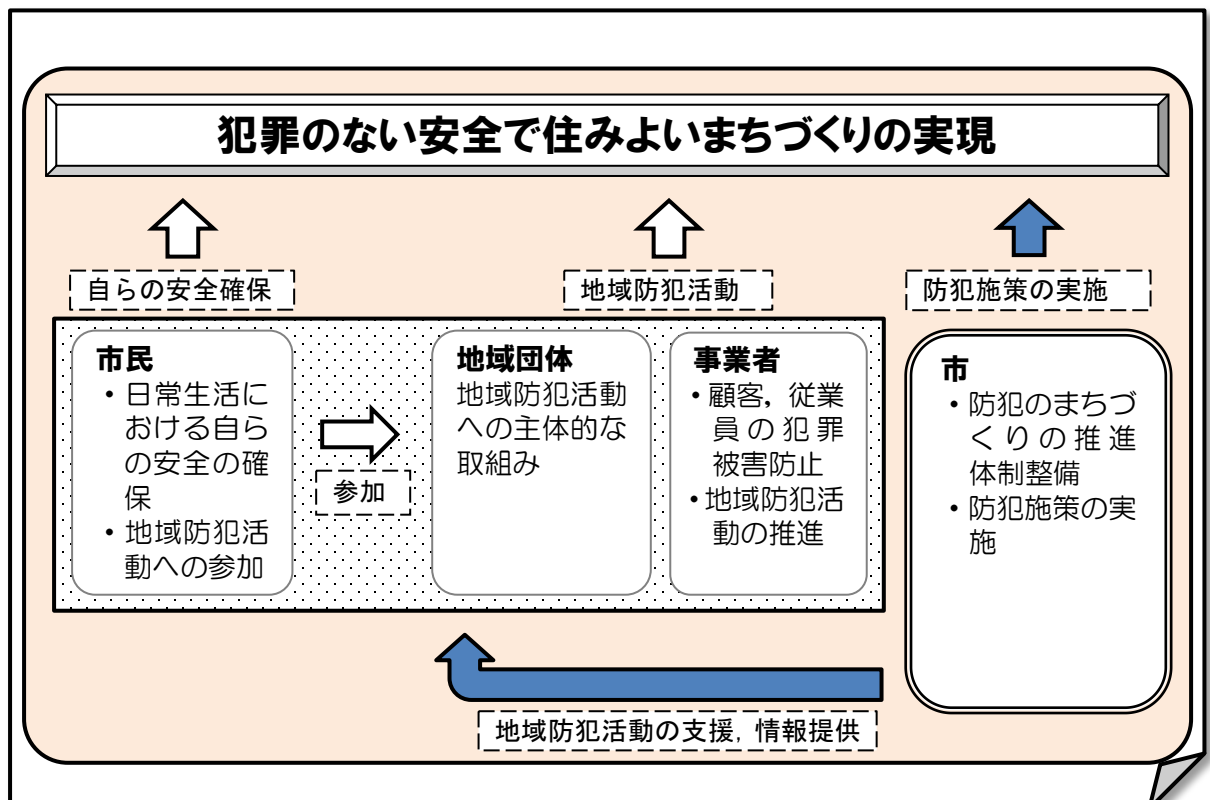 犯罪のない安全で住みよいまちづくりの実現
自らの安全確保
地域防犯活動
防犯施策の実施
市民
・日常生活に
おける自ら
の安全の確
保
・地域防犯活
動への参加
参加
地域団体
地域防犯活動
への主体的な
取組み
事業者
・顧客，従業
員の犯罪
被害防止
・地域防犯活
動の推進
市
・防犯のまちづ
くりの推進
体制整備
・防犯施策の実
施
地域防犯活動の支援，情報提供